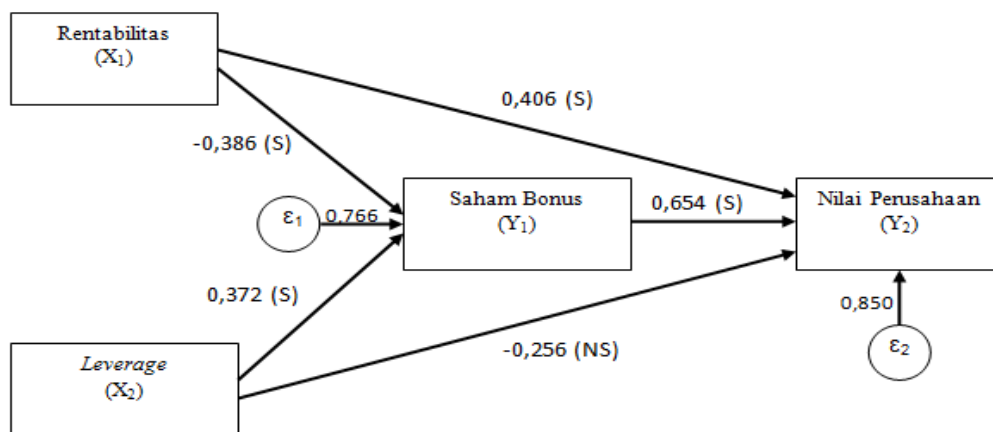 Rentabilitas
(X₁)
0,406 (S)
-0,386 (S)
Saham Bonus
(Y₁)
0,654 (S)
Nilai Perusahaan
(Y₂)
ε₁
0,766
0,372 (S)
0,850
ε₂
-0,256 (NS)
Leverage
(X₂)